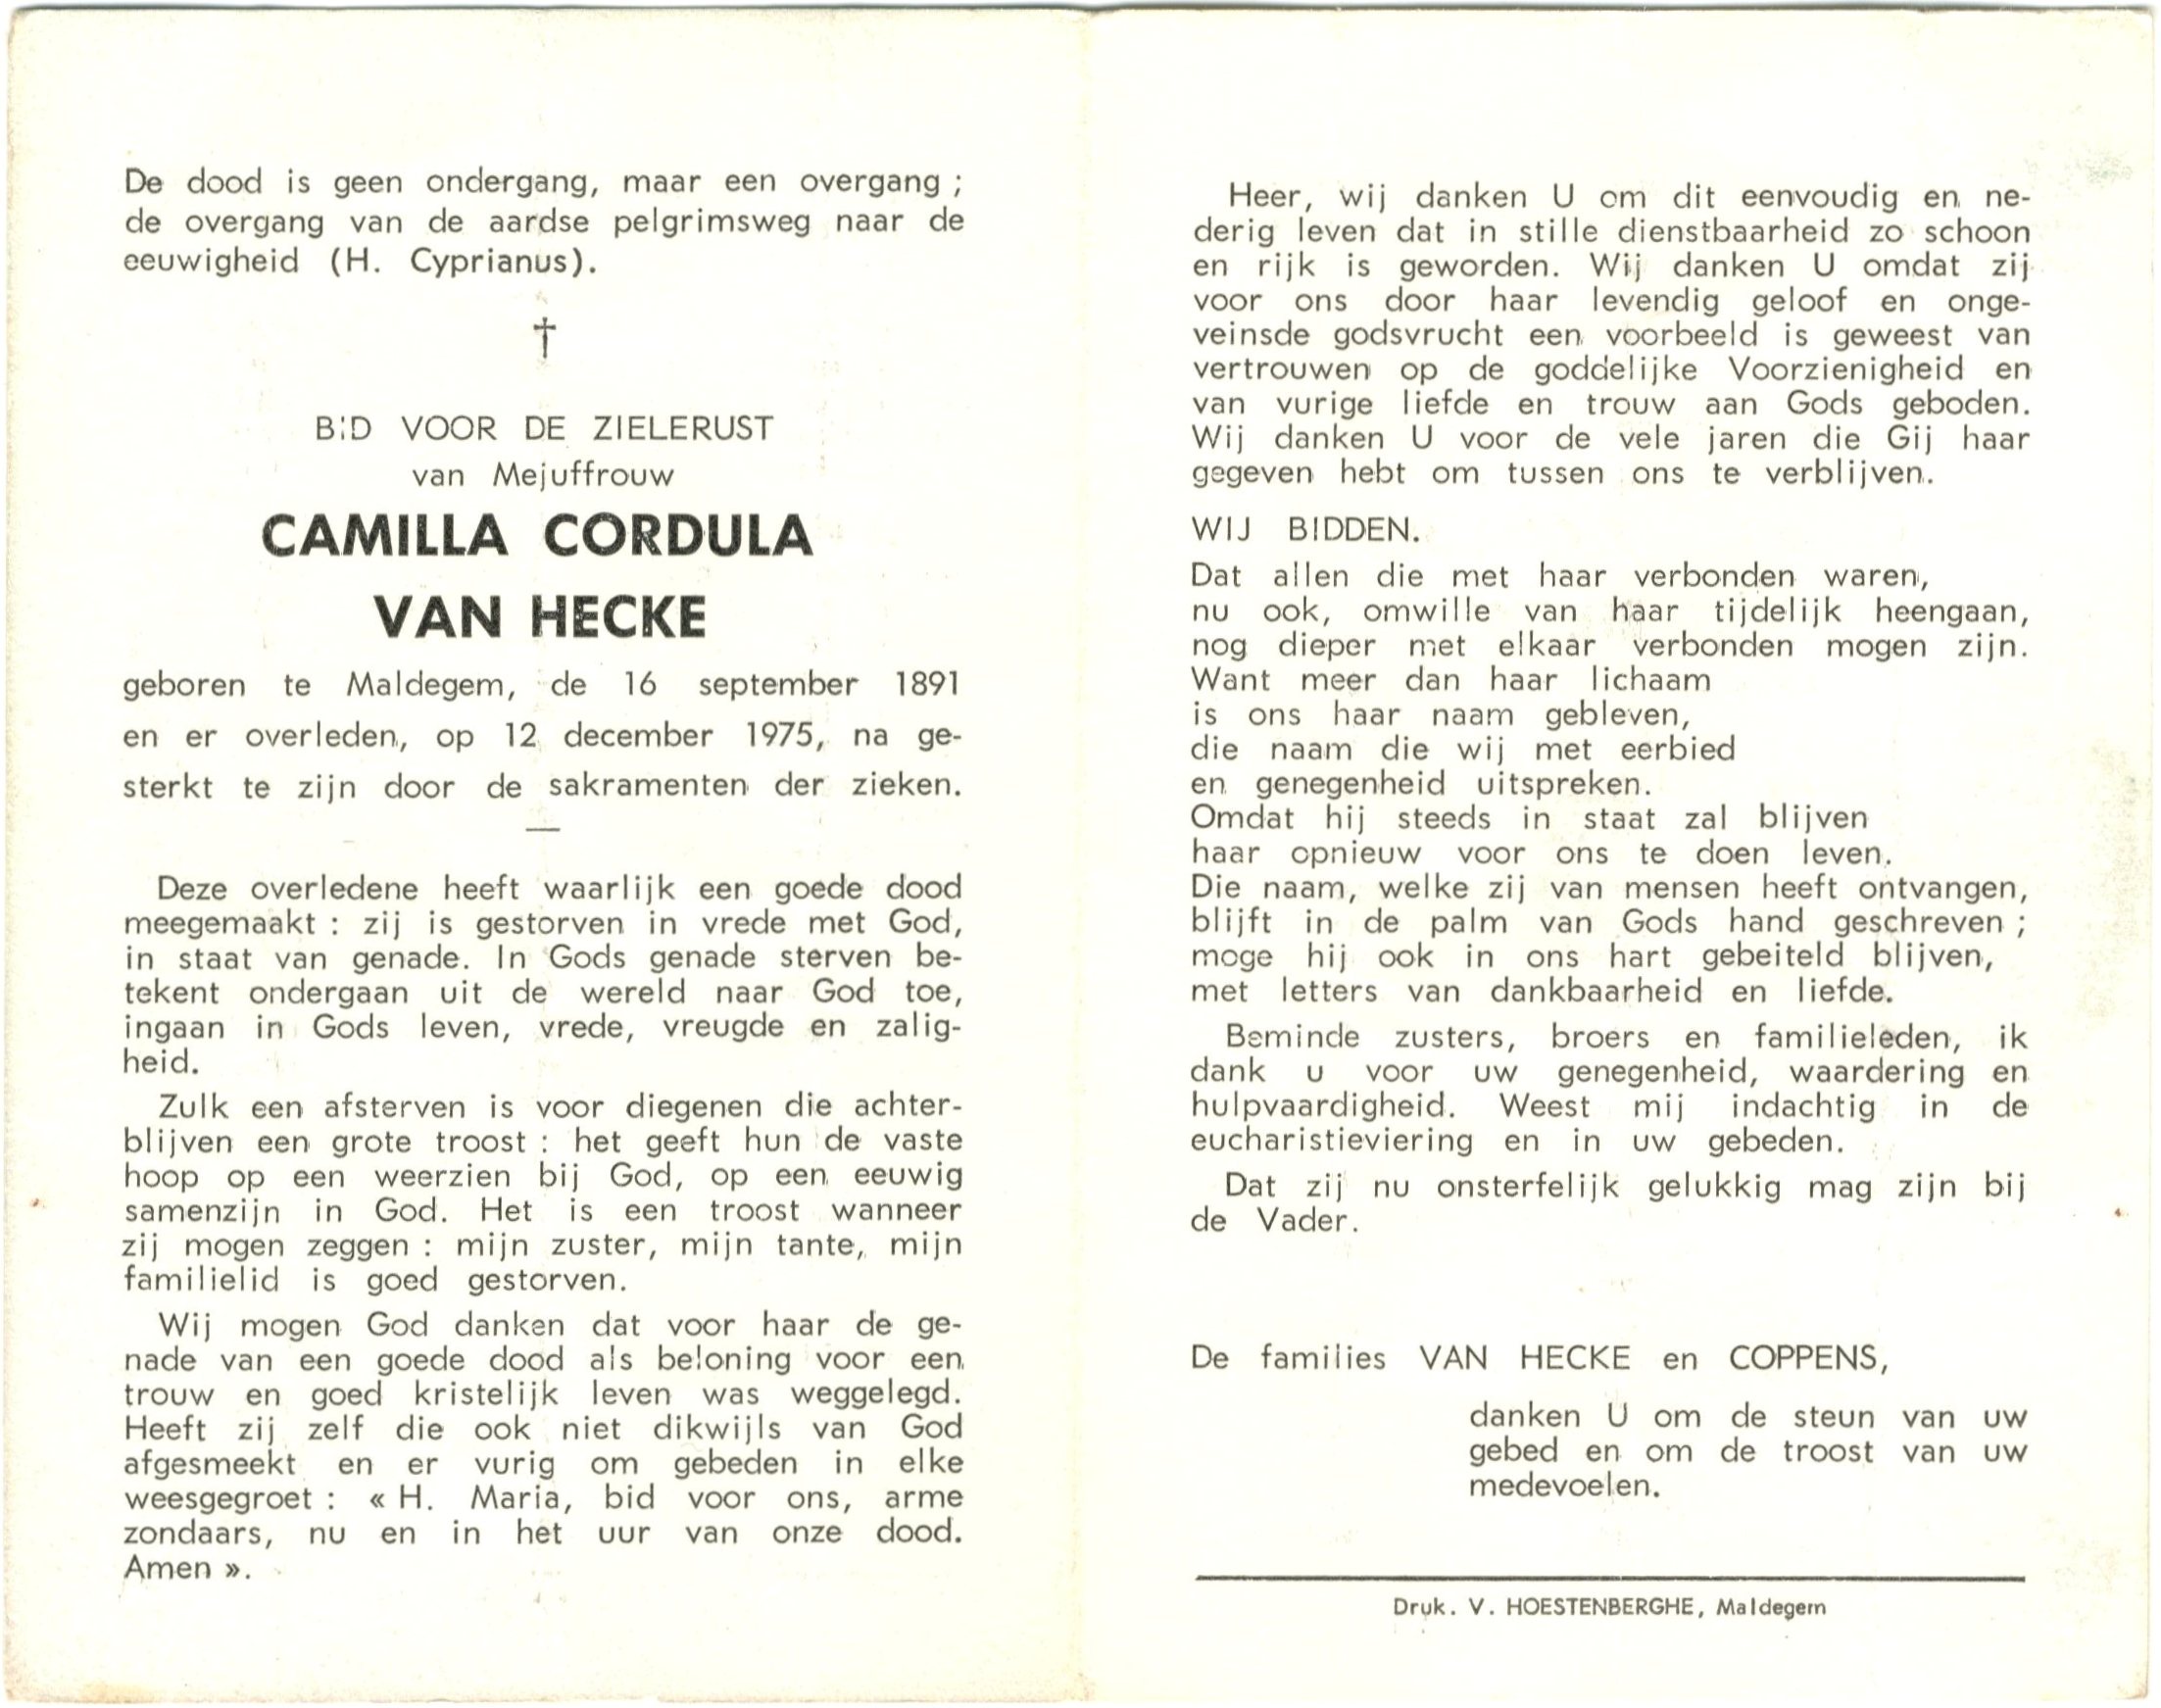 De dood is geen ondergang, maar een overgang ;
de overgang van de aardse pelgrimsweg naar de
eeuwigheid (H. Cyprianus).
†
BID VOOR DE ZIELERUST
van Mejuffrouw
CAMILLA CORDULA
VAN HECKE
geboren te Maldegem, de 16 september 1891
en er overleden, op 12 december 1975, na ge-
sterkt te zijn door de sakramenten der zieken.
—
Deze overledene heeft waarlijk een goede dood
meegemaakt : zij is gestorven in vrede met God,
in staat van genade. In Gods genade sterven be-
tekent ondergaan uit de wereld naar God toe,
ingaan in Gods leven, vrede, vreugde en zalig-
heid.
Zulk een afsterven is voor diegenen die achter-
blijven een grote troost : het geeft hun de vaste
hoop op een weerzien bij God, op een eeuwig
samenzijn in God. Het is een troost wanneer
zij mogen zeggen : mijn zuster, mijn tante, mijn
familielid is goed gestorven.
Wij mogen God danken dat voor haar de ge-
nade van een goede dood als beloning voor een
trouw en goed kristelijk leven was weggelegd.
Heeft zij zelf die ook niet dikwijls van God
afgesmeekt en er vurig om gebeden in elke
weesgegroet : « H. Maria, bid voor ons, arme
zondaars, nu en in het uur van onze dood.
Amen ».
Heer, wij danken U om dit eenvoudig en ne-
derig leven dat in stille dienstbaarheid zo schoon
en rijk is geworden. Wij danken U omdat zij
voor ons door haar levendig geloof en onge-
veinsde godsvrucht een voorbeeld is geweest van
vertrouwen op de goddelijke Voorzienigheid en
van vurige liefde en trouw aan Gods geboden.
Wij danken U voor de vele jaren die Gij haar
gegeven hebt om tussen ons te verblijven.
WIJ BIDDEN.
Dat allen die met haar verbonden waren,
nu ook, omwille van haar tijdelijk heengaan,
nog dieper met elkaar verbonden mogen zijn.
Want meer dan haar lichaam
is ons haar naam gebleven,
die naam die wij met eerbied
en genegenheid uitspreken.
Omdat hij steeds in staat zal blijven
haar opnieuw voor ons te doen leven.
Die naam, welke zij van mensen heeft ontvangen,
blijft in de palm van Gods hand geschreven ;
moge hij ook in ons hart gebeiteld blijven,
met letters van dankbaarheid en liefde.
Beminde zusters, broers en familieleden, ik
dank u voor uw genegenheid, waardering en
hulpvaardigheid. Weest mij indachtig in de
eucharistieviering en in uw gebeden.
Dat zij nu onsterfelijk gelukkig mag zijn bij
de Vader.
De families VAN HECKE en COPPENS,
danken U om de steun van uw
gebed en om de troost van uw
medevoelen.
Druk. V. HOESTENBERGHE, Maldegem